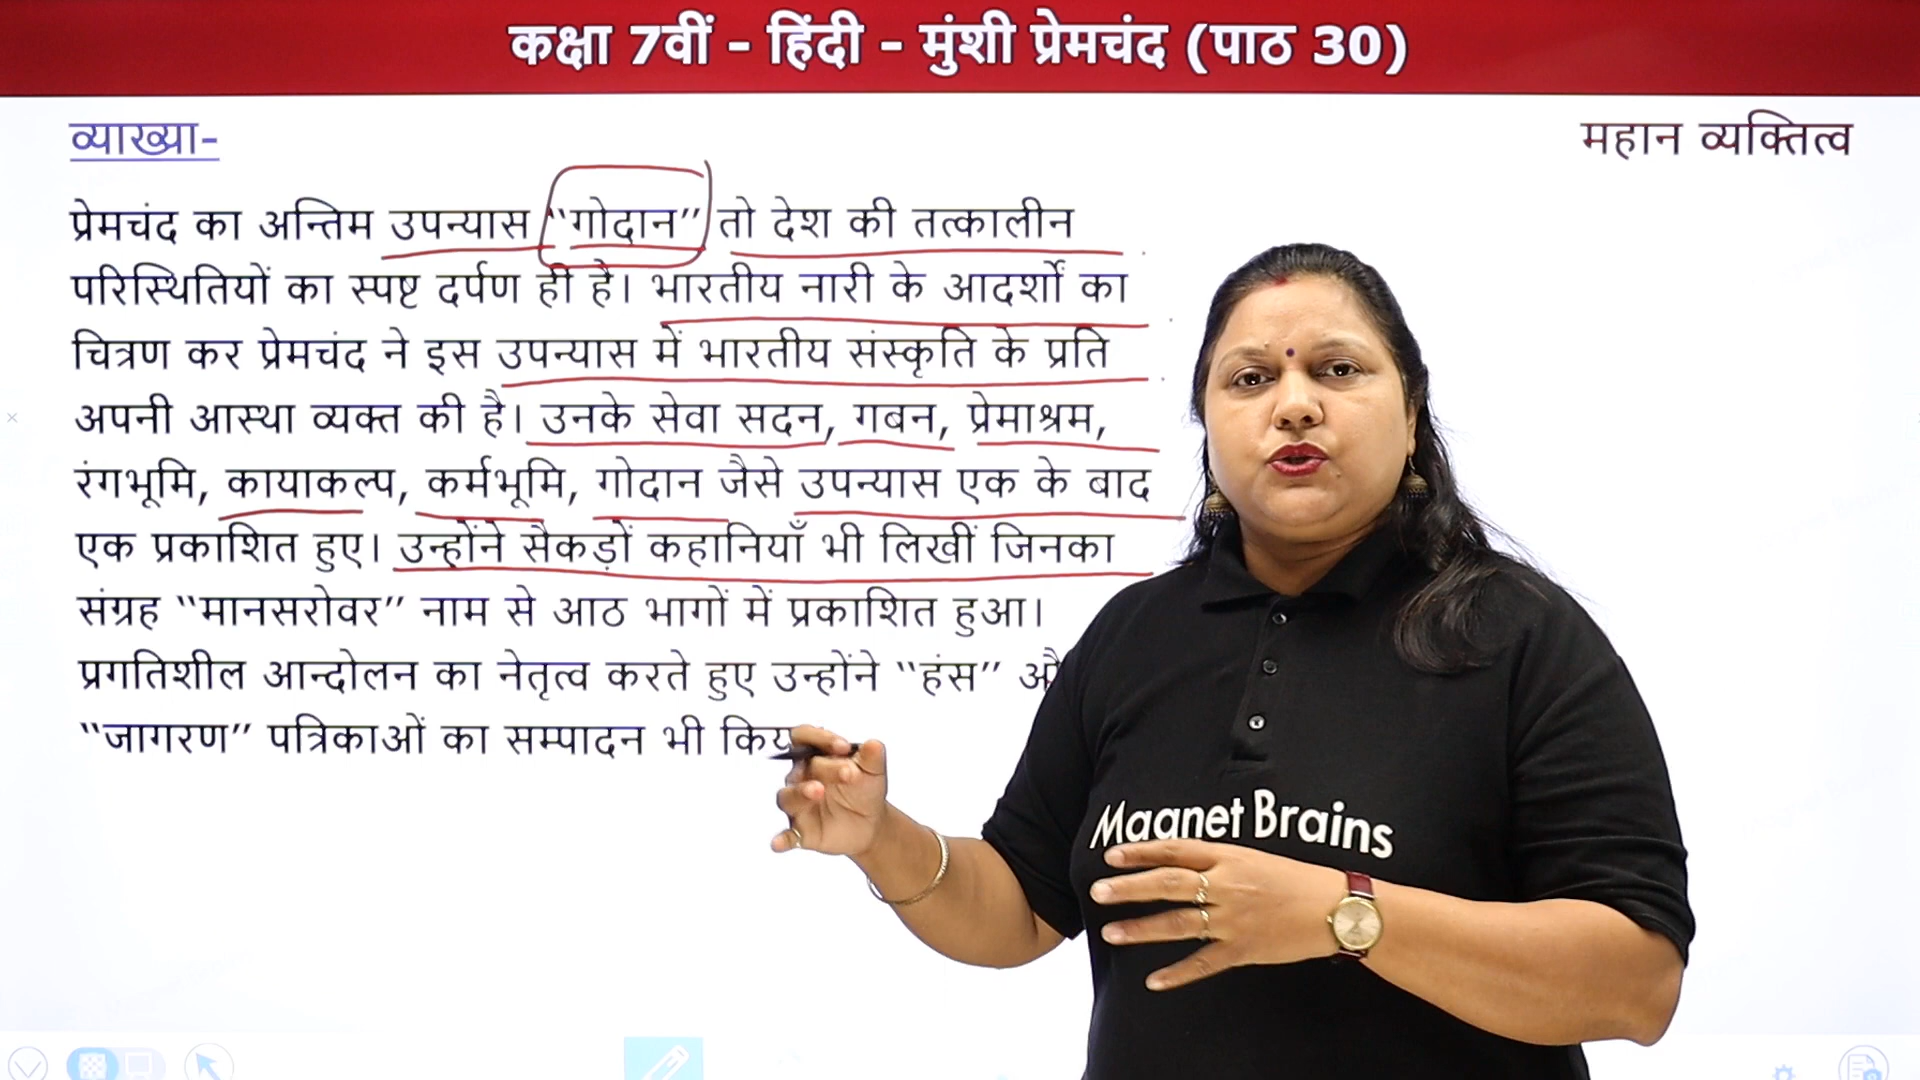 कक्षा 7वीं - हिंदी - मुंशी प्रेमचंद (पाठ 30)
व्याख्या-
महान व्यक्तित्व
प्रेमचंद का अन्तिम उपन्यास “गोदान” तो देश की तत्कालीन
परिस्थितियों का स्पष्ट दर्पण ही है। भारतीय नारी के आदर्शों का
चित्रण कर प्रेमचंद ने इस उपन्यास में भारतीय संस्कृति के प्रति
अपनी आस्था व्यक्त की है। उनके सेवा सदन, गबन, प्रेमाश्रम,
रंगभूमि, कायाकल्प, कर्मभूमि, गोदान जैसे उपन्यास एक के बाद
एक प्रकाशित हुए। उन्होंने सैकड़ों कहानियाँ भी लिखीं जिनका
संग्रह “मानसरोवर” नाम से आठ भागों में प्रकाशित हुआ।
प्रगतिशील आन्दोलन का नेतृत्व करते हुए उन्होंने “हंस”
“जागरण” पत्रिकाओं का सम्पादन भी
Magnet Brains